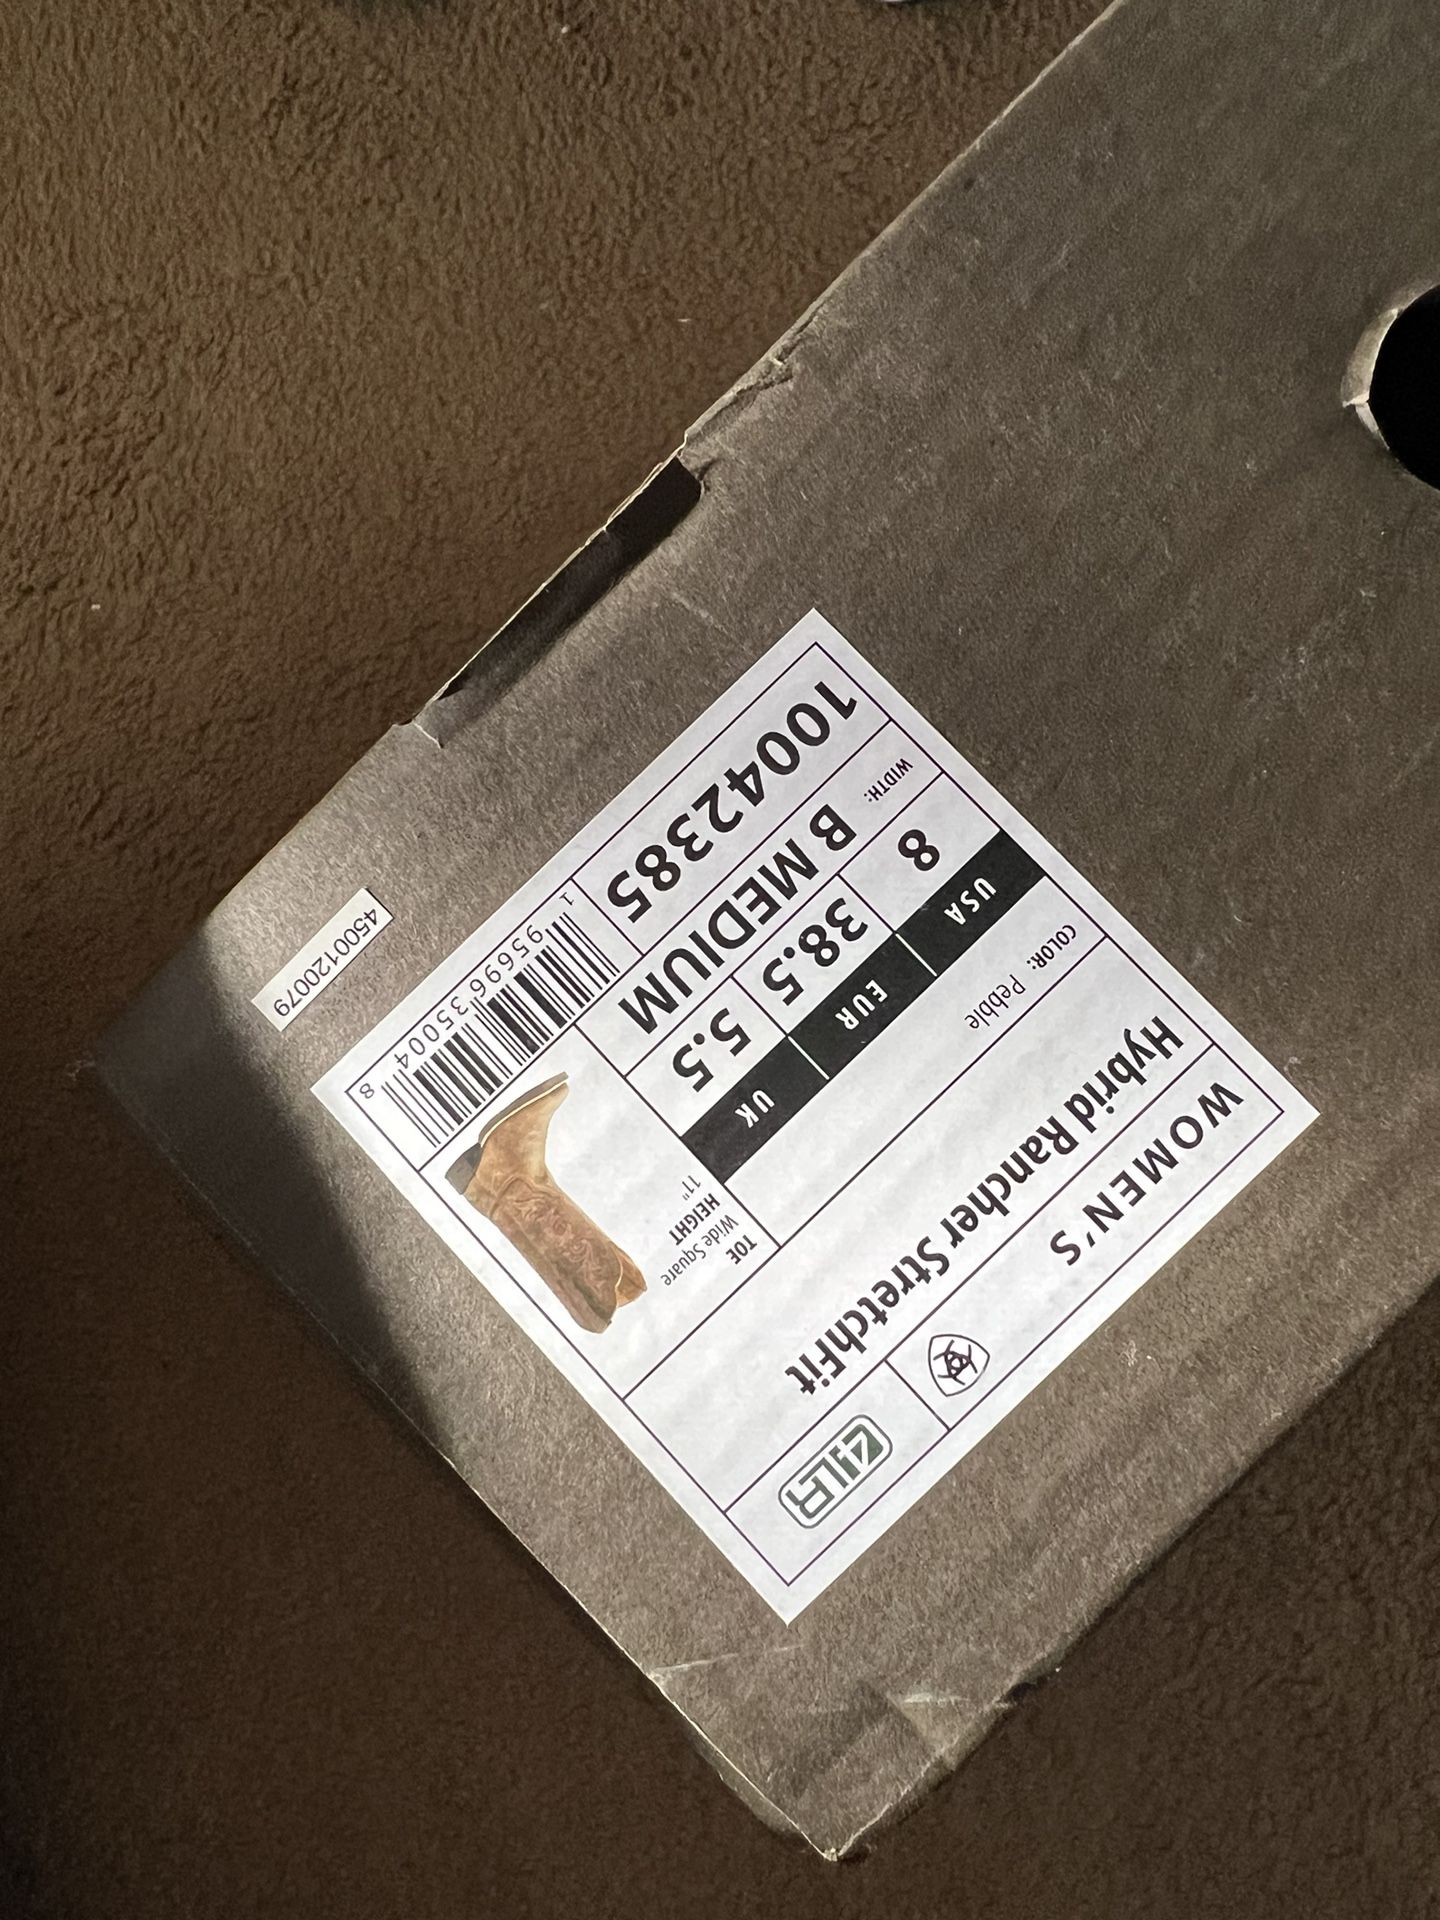 WOMEN'S
4LR
Hybrid Rancher StretchFit
COLOR: Pebble
USA
EUR
UK
8
38.5
5.5
WIDTH:
B MEDIUM
10042385
TOE
Wide Square
HEIGHT
11"
1 95696 35004 8
4500120079